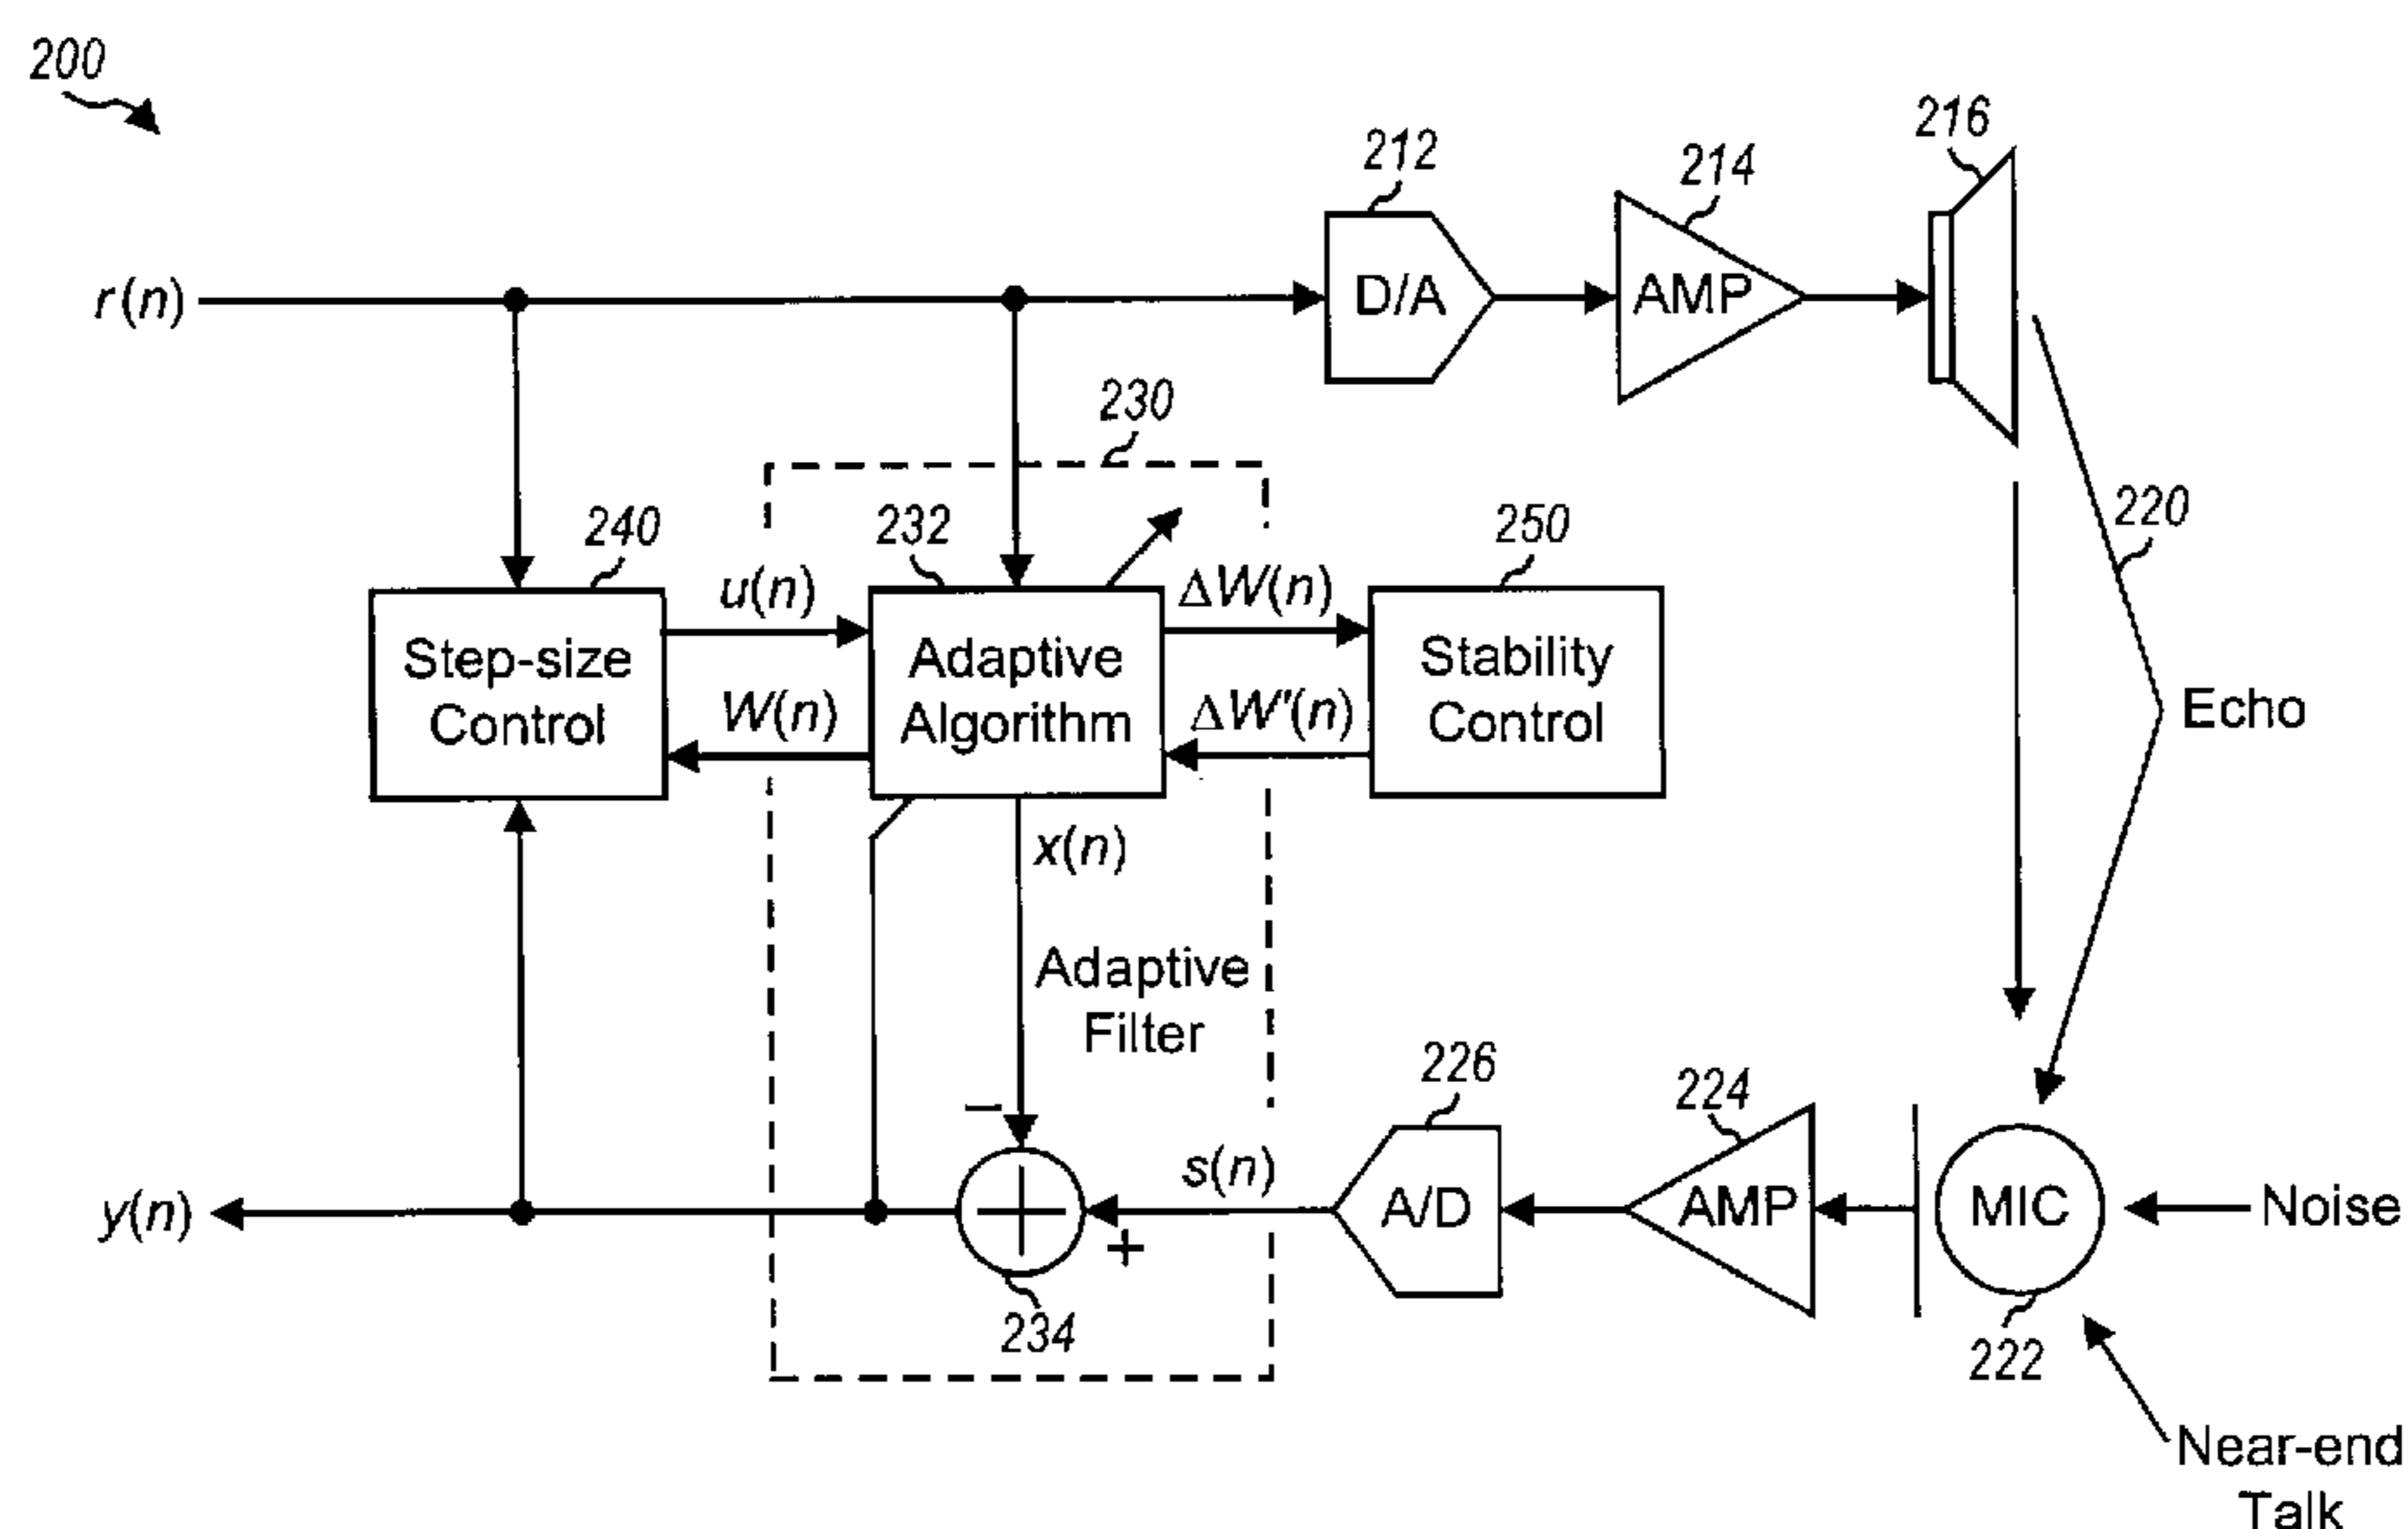 200
212
214
216
r(n)
D/A
AMP
230
220
240
232
250
u(n)
ΔW(n)
Step-size
Control
Adaptive
Algorithm
Stability
Control
W(n)
ΔW'(n)
Echo
x(n)
Adaptive
Filter
226
224
−
s(n)
y(n)
+
A/D
AMP
MIC
Noise
234
222
Near-end
Talk